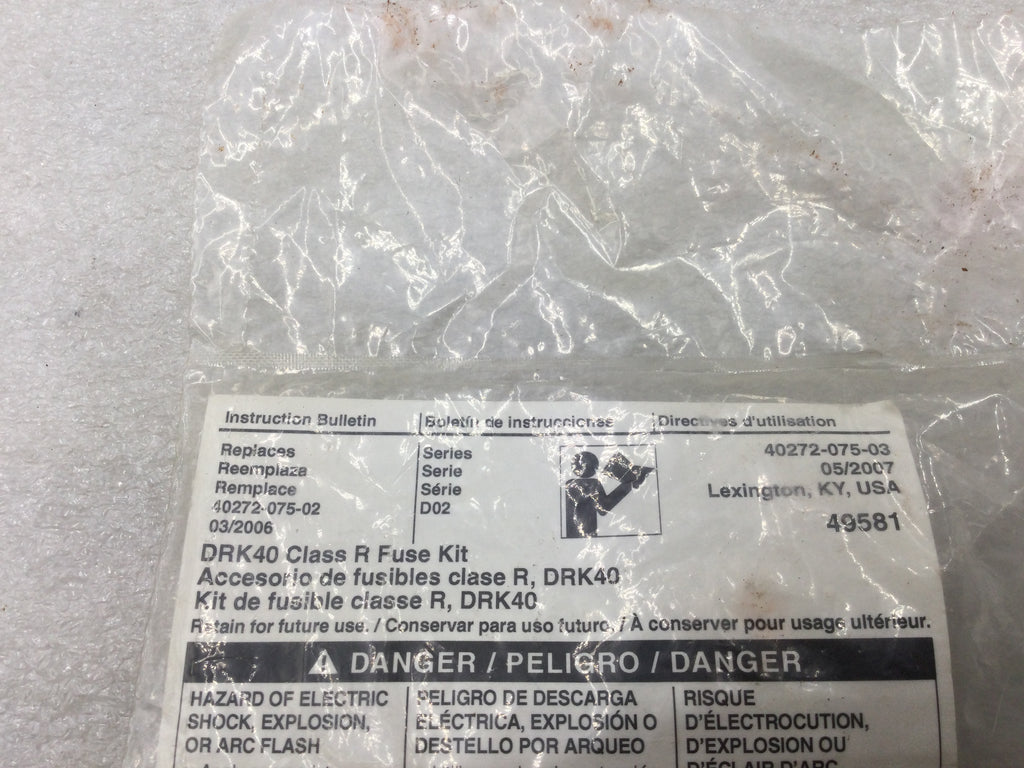 Instruction Bulletin Boletín de instrucciones Directives d'utilisation
Replaces
Reemplaza
Remplace
40272-075-02
03/2006
Series
Serie
Série
D02
40272-075-03
05/2007
Lexington, KY, USA
49581
DRK40 Class R Fuse Kit
Accesorio de fusibles clase R, DRK40
Kit de fusible classe R, DRK40
Retain for future use. / Conservar para uso futuro. / À conserver pour usage ultérieur.
DANGER / PELIGRO / DANGER
HAZARD OF ELECTRIC
SHOCK, EXPLOSION,
OR ARC FLASH
PELIGRO DE DESCARGA
ELÉCTRICA, EXPLOSIÓN O
DESTELLO POR ARQUEO
RISQUE
D'ÉLECTROCUTION,
D'EXPLOSION OU
D'ÉCLAIR D'ARC